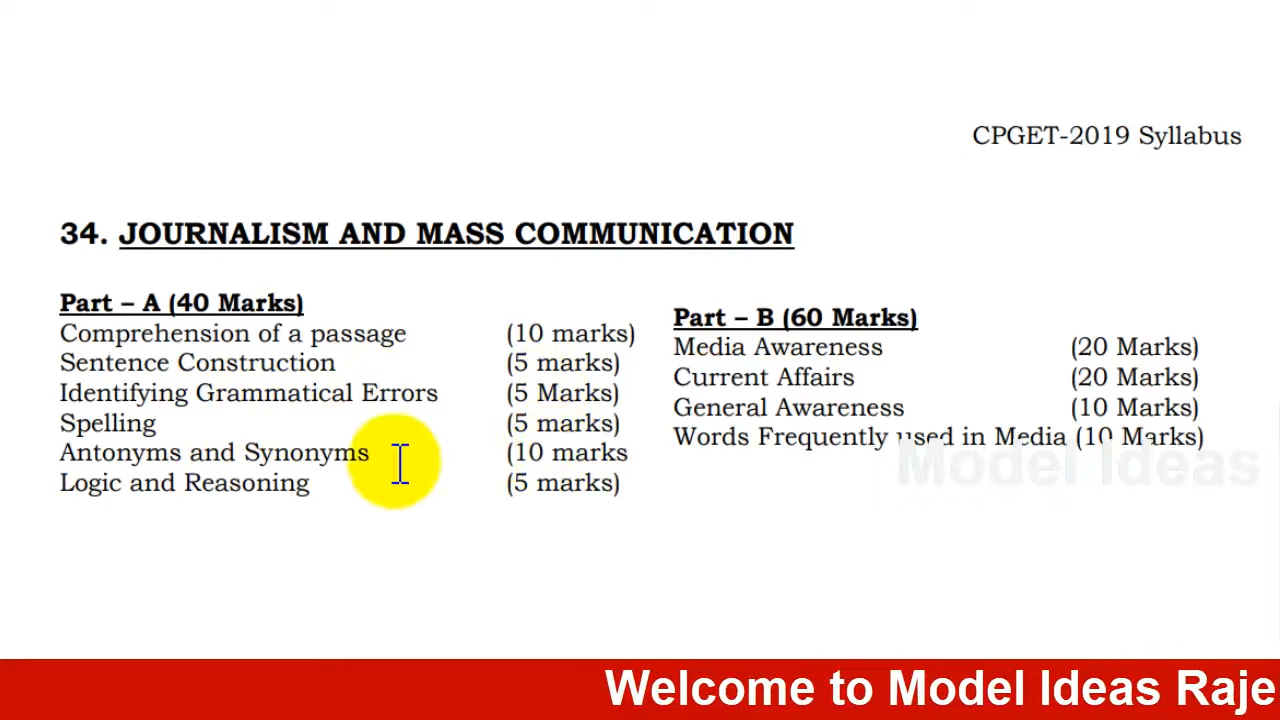 CPGET-2019 Syllabus
34. JOURNALISM AND MASS COMMUNICATION
Part – A (40 Marks)
Comprehension of a passage (10 marks)
Sentence Construction (5 marks)
Identifying Grammatical Errors (5 Marks)
Spelling (5 marks)
Antonyms and Synonyms (10 marks
Logic and Reasoning (5 marks)
Part – B (60 Marks)
Media Awareness (20 Marks)
Current Affairs (20 Marks)
General Awareness (10 Marks)
Words Frequently used in Media (10 Marks)
Model Ideas
Welcome to Model Ideas Raje